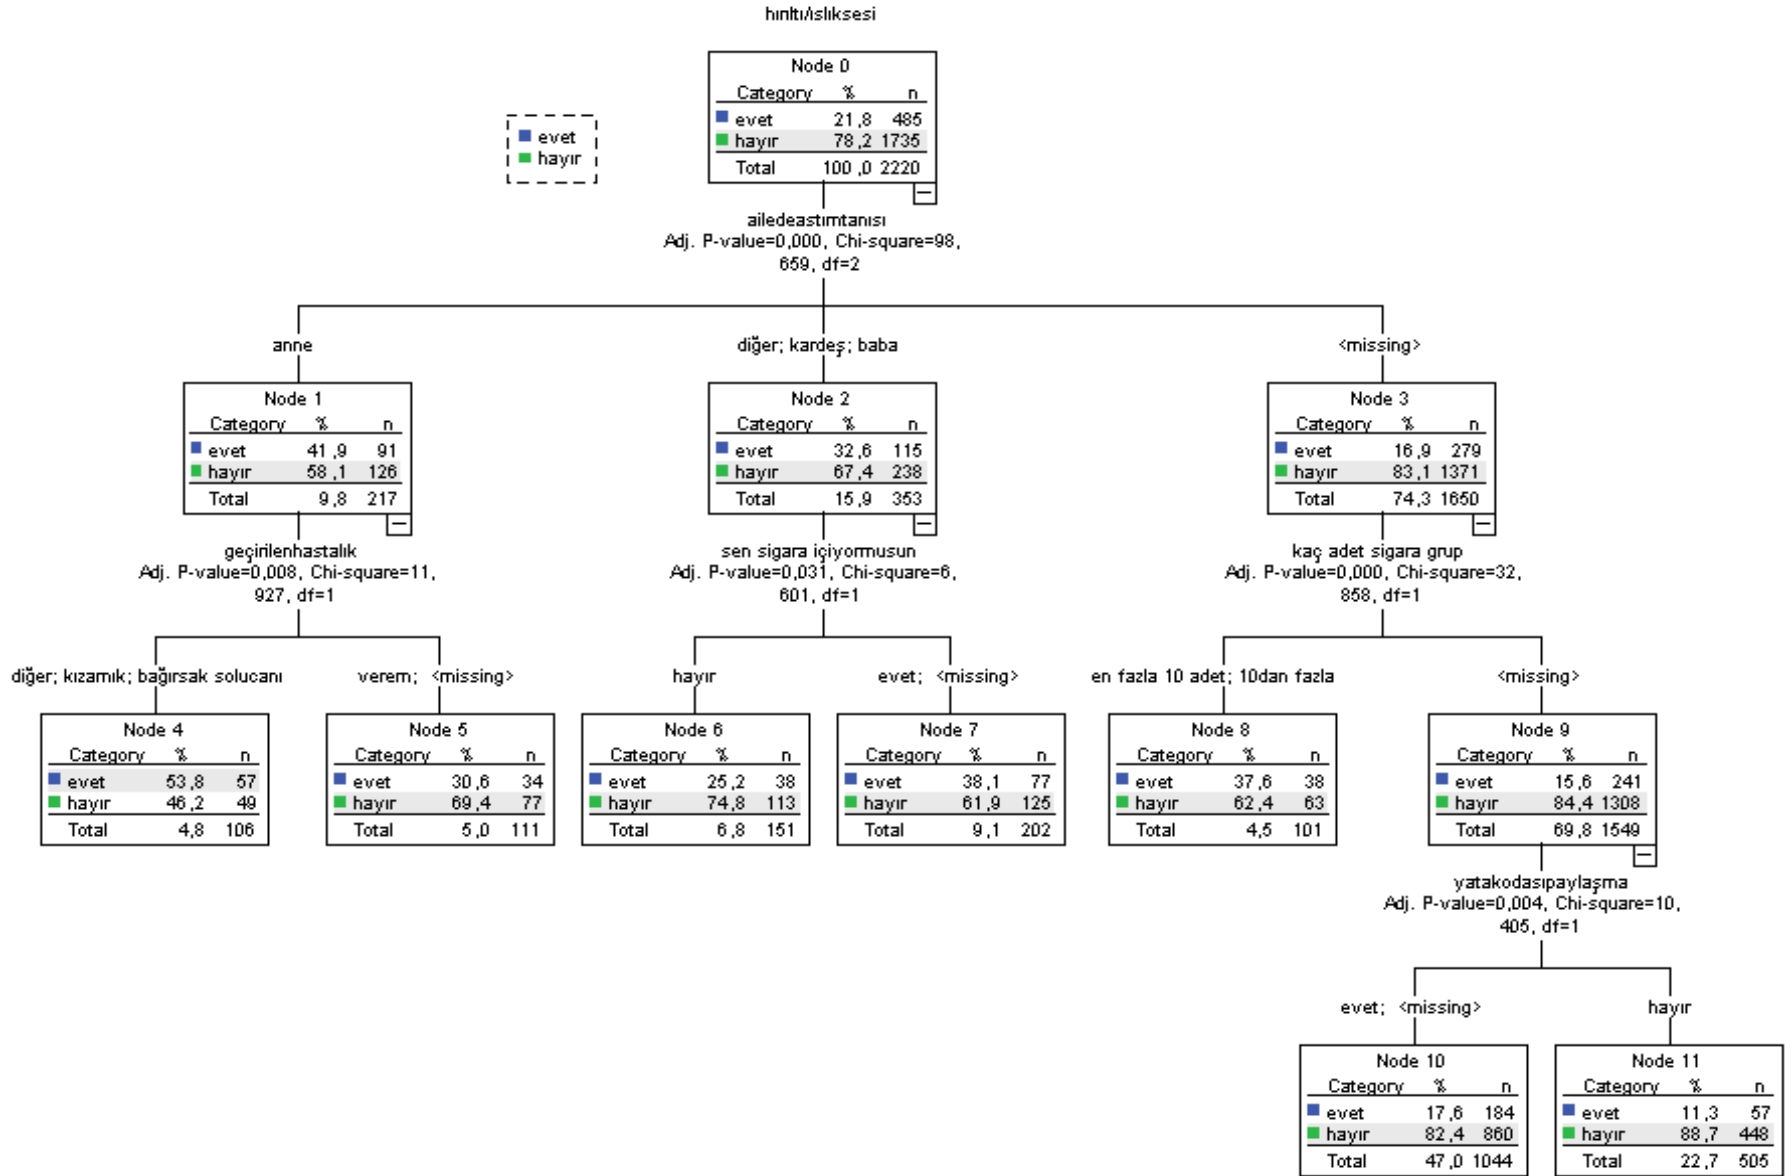 hırıltı/ıslıksesi
Node 0
Category % n
evet 21,8 485
hayır 78,2 1735
Total 100,0 2220
evet
hayır
ailedeastımtanısı
Adj. P-value=0,000, Chi-square=98,
659, df=2
anne
diğer; kardeş; baba
<missing>
Node 1
Category % n
evet 41,9 91
hayır 58,1 126
Total 9,8 217
Node 2
Category % n
evet 32,6 115
hayır 67,4 238
Total 15,9 353
Node 3
Category % n
evet 16,9 279
hayır 83,1 1371
Total 74,3 1650
geçirilenhastalık
Adj. P-value=0,008, Chi-square=11,
927, df=1
sen sigara içiyormusun
Adj. P-value=0,031, Chi-square=6,
601, df=1
kaç adet sigara grup
Adj. P-value=0,000, Chi-square=32,
858, df=1
diğer; kızamık; bağırsak solucanı
verem; <missing>
hayır
evet; <missing>
en fazla 10 adet; 10dan fazla
<missing>
Node 4
Category % n
evet 53,8 57
hayır 46,2 49
Total 4,8 106
Node 5
Category % n
evet 30,6 34
hayır 69,4 77
Total 5,0 111
Node 6
Category % n
evet 25,2 38
hayır 74,8 113
Total 6,8 151
Node 7
Category % n
evet 38,1 77
hayır 61,9 125
Total 9,1 202
Node 8
Category % n
evet 37,6 38
hayır 62,4 63
Total 4,5 101
Node 9
Category % n
evet 15,6 241
hayır 84,4 1308
Total 69,8 1549
yatakodasıpaylaşma
Adj. P-value=0,004, Chi-square=10,
405, df=1
evet; <missing>
hayır
Node 10
Category % n
evet 17,6 184
hayır 82,4 860
Total 47,0 1044
Node 11
Category % n
evet 11,3 57
hayır 88,7 448
Total 22,7 505